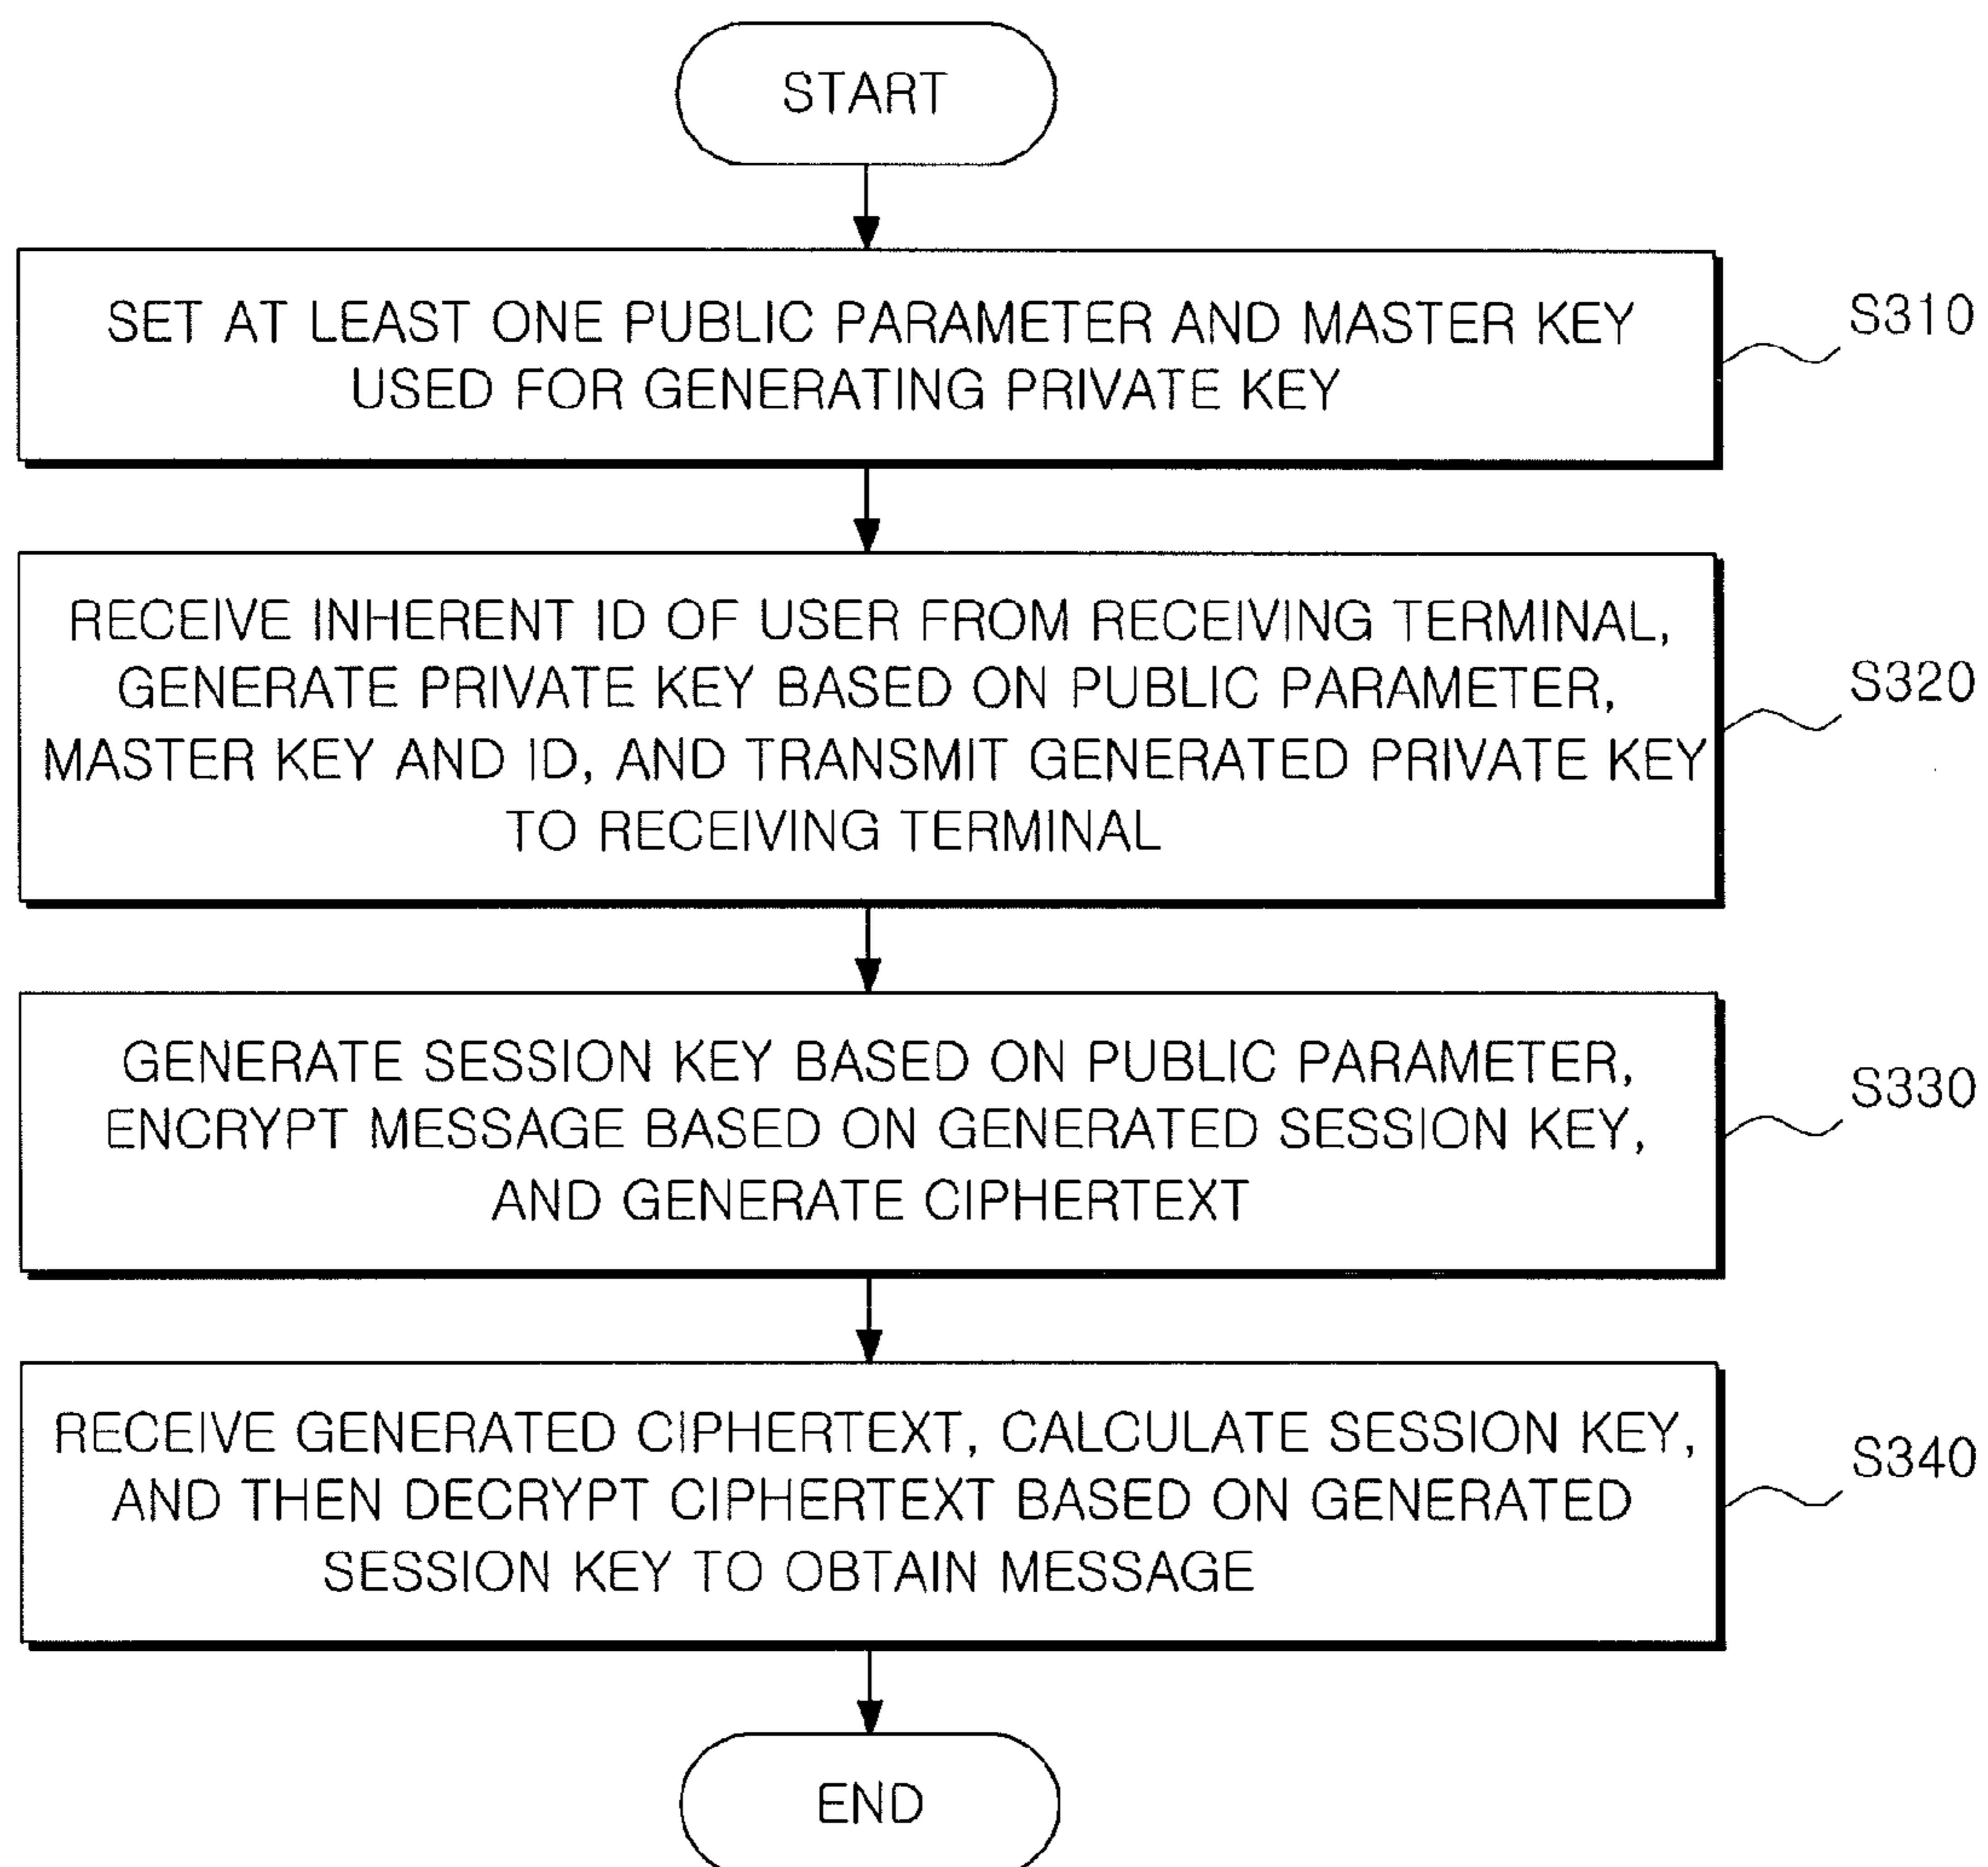 START
SET AT LEAST ONE PUBLIC PARAMETER AND MASTER KEY
USED FOR GENERATING PRIVATE KEY
S310
RECEIVE INHERENT ID OF USER FROM RECEIVING TERMINAL,
GENERATE PRIVATE KEY BASED ON PUBLIC PARAMETER,
MASTER KEY AND ID, AND TRANSMIT GENERATED PRIVATE KEY
TO RECEIVING TERMINAL
S320
GENERATE SESSION KEY BASED ON PUBLIC PARAMETER,
ENCRYPT MESSAGE BASED ON GENERATED SESSION KEY,
AND GENERATE CIPHERTEXT
S330
RECEIVE GENERATED CIPHERTEXT, CALCULATE SESSION KEY,
AND THEN DECRYPT CIPHERTEXT BASED ON GENERATED
SESSION KEY TO OBTAIN MESSAGE
S340
END